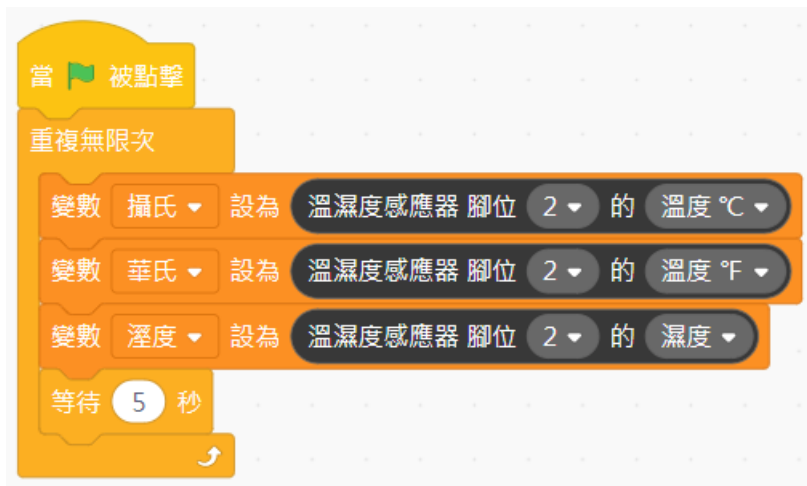 當 被點擊
重複無限次
變數 攝氏 設為 溫濕度感應器 腳位 2 的 溫度 ℃
變數 華氏 設為 溫濕度感應器 腳位 2 的 溫度 ℉
變數 溼度 設為 溫濕度感應器 腳位 2 的 濕度
等待 5 秒